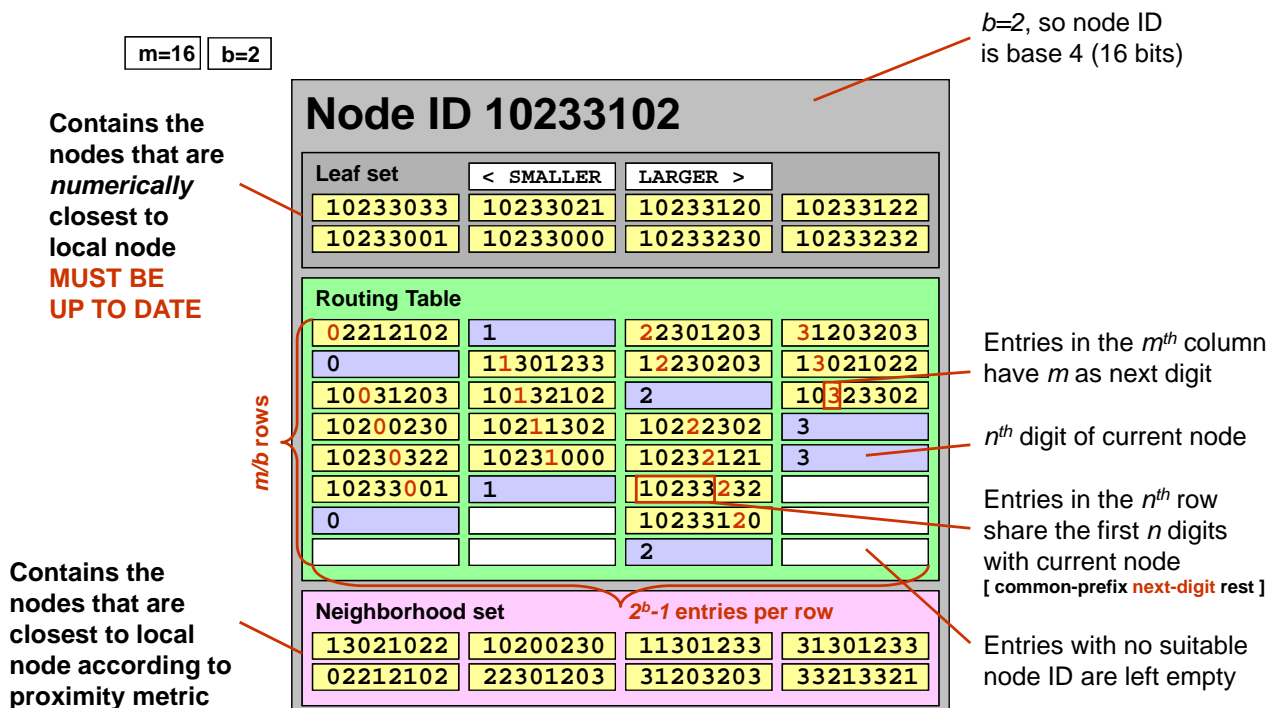 m=16 b=2
b=2, so node ID
is base 4 (16 bits)
Contains the
nodes that are
numerically
closest to
local node
MUST BE
UP TO DATE
Node ID 10233102
Leaf set < SMALLER LARGER >
10233033 10233021 10233120 10233122
10233001 10233000 10233230 10233232
Routing Table
02212102 1 22301203 31203203
0 11301233 12230203 13021022
10031203 10132102 2 10323302
10200230 10211302 10222302 3
10230322 10231000 10232121 3
10233001 1 10233232
0 10233120
2
m/b rows
Entries in the mth column
have m as next digit
nth digit of current node
Entries in the nth row
share the first n digits
with current node
[ common-prefix next-digit rest ]
Entries with no suitable
node ID are left empty
Contains the
nodes that are
closest to local
node according to
proximity metric
Neighborhood set 2b-1 entries per row
13021022 10200230 11301233 31301233
02212102 22301203 31203203 33213321